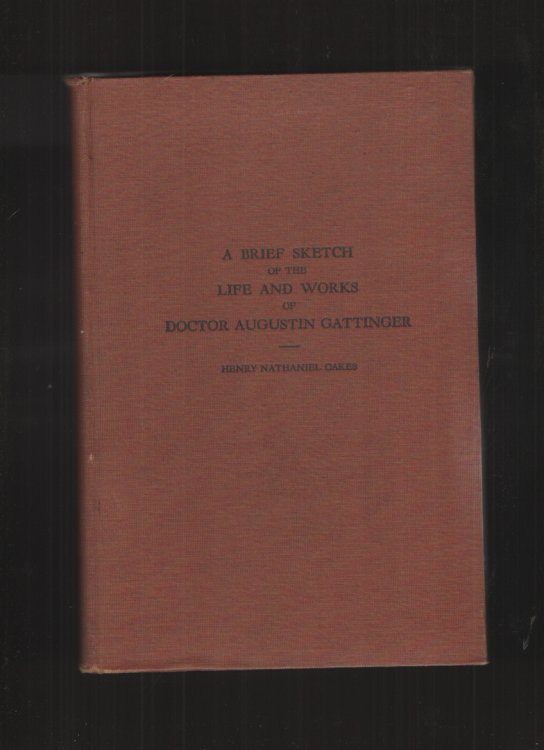 A BRIEF SKETCH
OF THE
LIFE AND WORKS
OF
DOCTOR AUGUSTIN GATTINGER
HENRY NATHANIEL OAKES